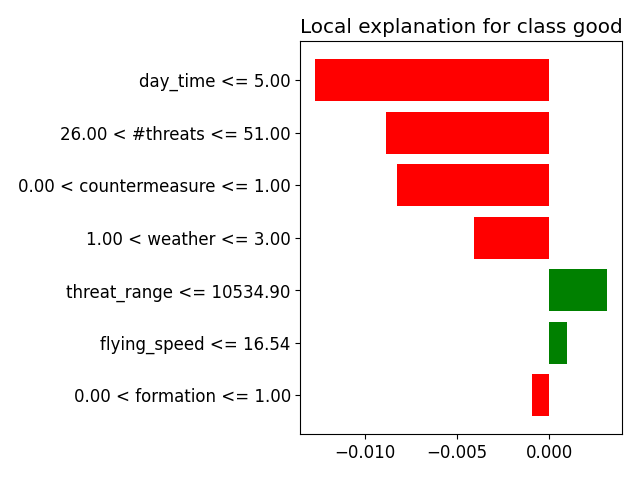 Local explanation for class good
day_time <= 5.00
26.00 < #threats <= 51.00
0.00 < countermeasure <= 1.00
1.00 < weather <= 3.00
threat_range <= 10534.90
flying_speed <= 16.54
0.00 < formation <= 1.00
−0.010 −0.005 0.000